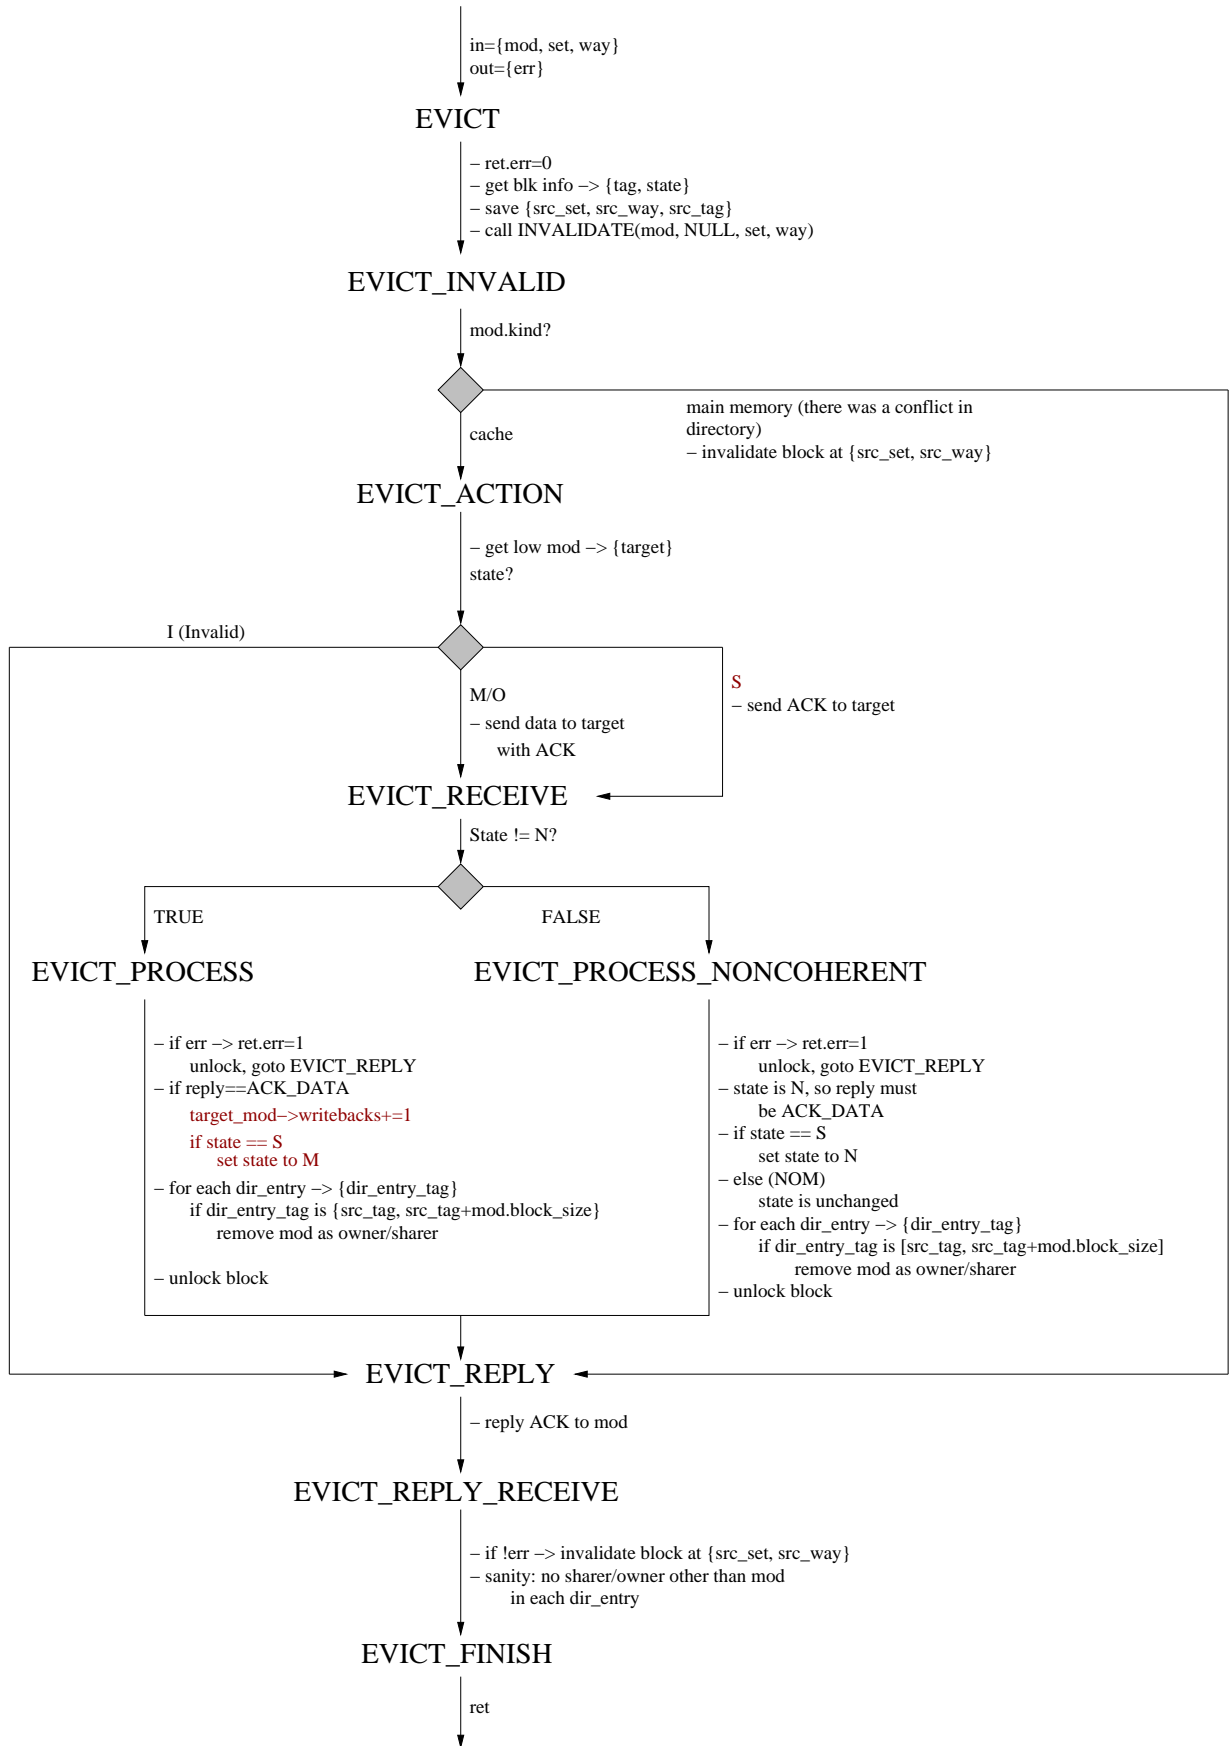 in={mod, set, way}
out={err}
EVICT
– ret.err=0
– get blk info –> {tag, state}
– save {src_set, src_way, src_tag}
– call INVALIDATE(mod, NULL, set, way)
EVICT_INVALID
mod.kind?
main memory (there was a conflict in
directory)
– invalidate block at {src_set, src_way}
cache
EVICT_ACTION
– get low mod –> {target}
state?
I (Invalid)
M/O
– send data to target
with ACK
S
– send ACK to target
EVICT_RECEIVE
State != N?
TRUE
FALSE
EVICT_PROCESS
EVICT_PROCESS_NONCOHERENT
– if err –> ret.err=1
unlock, goto EVICT_REPLY
– if reply==ACK_DATA
target_mod–>writebacks+=1
if state == S
set state to M
– for each dir_entry –> {dir_entry_tag}
if dir_entry_tag is {src_tag, src_tag+mod.block_size}
remove mod as owner/sharer
– unlock block
– if err –> ret.err=1
unlock, goto EVICT_REPLY
– state is N, so reply must
be ACK_DATA
– if state == S
set state to N
– else (NOM)
state is unchanged
– for each dir_entry –> {dir_entry_tag}
if dir_entry_tag is [src_tag, src_tag+mod.block_size]
remove mod as owner/sharer
– unlock block
EVICT_REPLY
– reply ACK to mod
EVICT_REPLY_RECEIVE
– if !err –> invalidate block at {src_set, src_way}
– sanity: no sharer/owner other than mod
in each dir_entry
EVICT_FINISH
ret